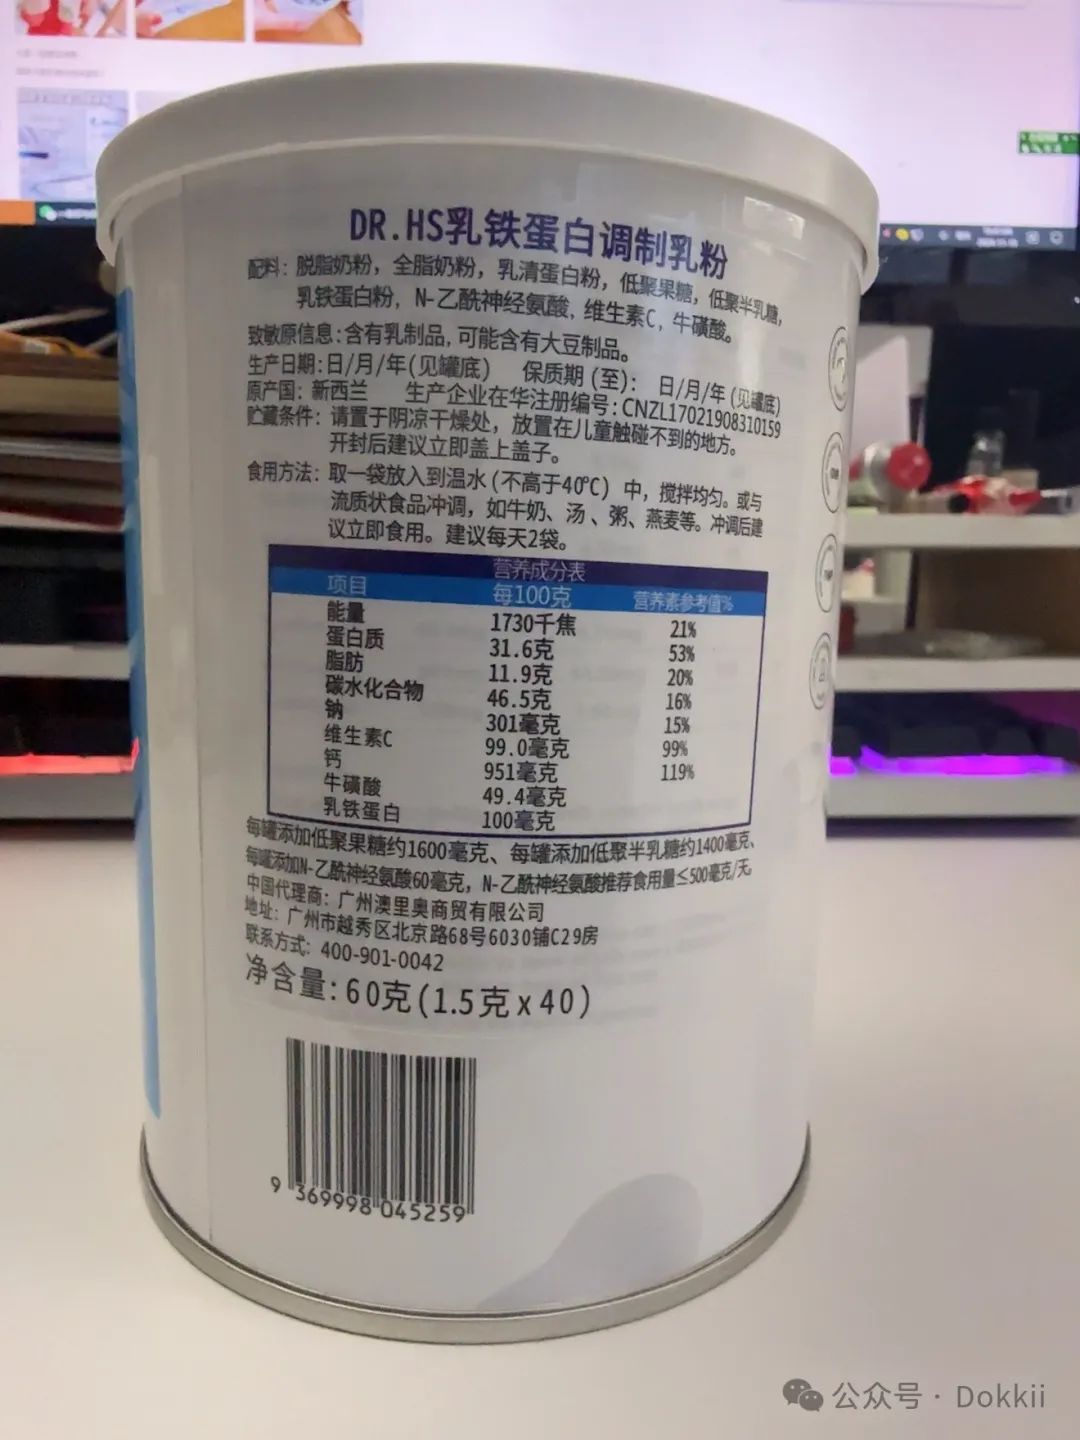 DR.HS乳铁蛋白调制乳粉
配料：脱脂奶粉，全脂奶粉，乳清蛋白粉，低聚果糖，低聚半乳糖，
乳铁蛋白粉，N-乙酰神经氨酸，维生素C，牛磺酸。
致敏原信息：含有乳制品，可能含有大豆制品。
生产日期：日/月/年(见罐底) 保质期(至)： 日/月/年(见罐底)
原产国：新西兰 生产企业在华注册编号：CNZL17021908310159
贮藏条件：请置于阴凉干燥处，放置在儿童触碰不到的地方。
开封后建议立即盖上盖子。
食用方法：取一袋放入到温水(不高于40℃)中，搅拌均匀。或与
流质状食品冲调，如牛奶、汤、粥、燕麦等。冲调后建
议立即食用。建议每天2袋。
营养成分表
项目 每100克 营养素参考值%
能量 1730千焦 21%
蛋白质 31.6克 53%
脂肪 11.9克 20%
碳水化合物 46.5克 16%
钠 301毫克 15%
维生素C 99.0毫克 99%
钙 951毫克 119%
牛磺酸 49.4毫克
乳铁蛋白 100毫克
每罐添加低聚果糖约1600毫克、每罐添加低聚半乳糖约1400毫克、
每罐添加N-乙酰神经氨酸60毫克，N-乙酰神经氨酸推荐食用量≤500毫克/天。
中国代理商：广州澳里奥商贸有限公司
地址：广州市越秀区北京路68号6030铺C29房
联系方式：400-901-0042
净含量：60克(1.5克x40)
9 369998 045259
公众号 · Dokkii